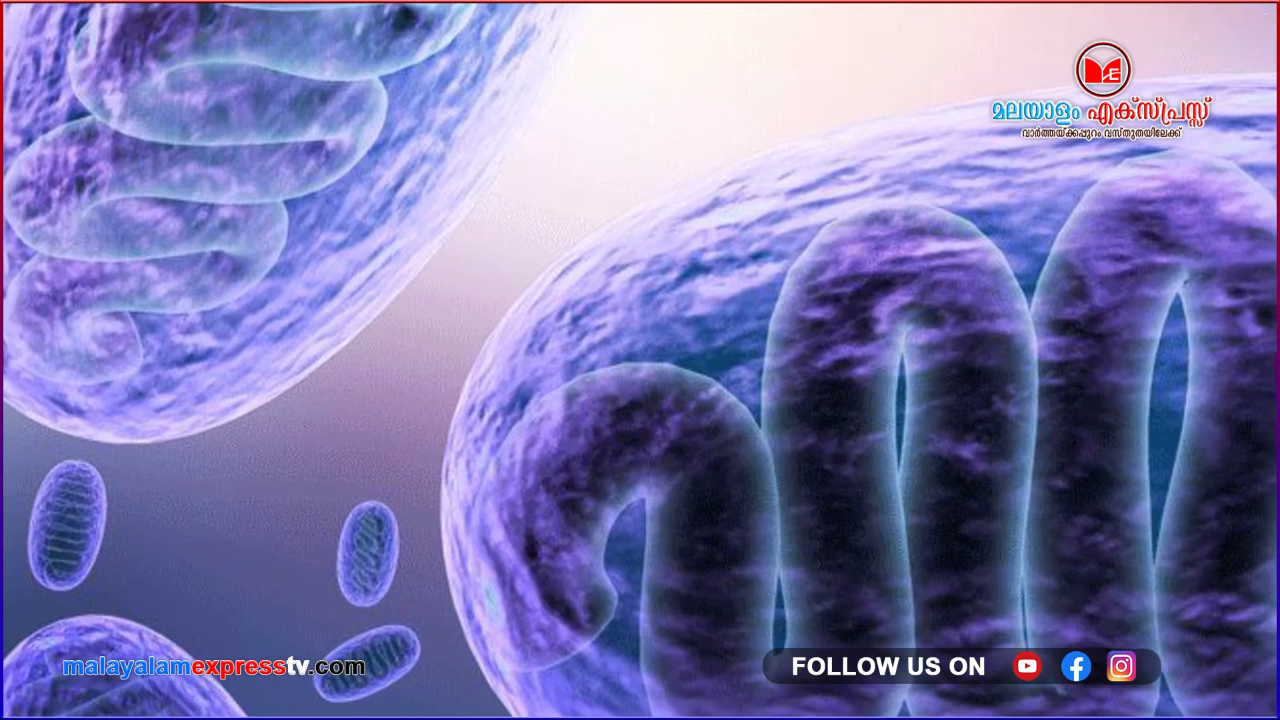 മലയാളം എക്സ്പ്രസ്സ്
വാർത്തയ്ക്കപ്പുറം വസ്തുതയിലേക്ക്
malayalamexpresstv.com
FOLLOW US ON